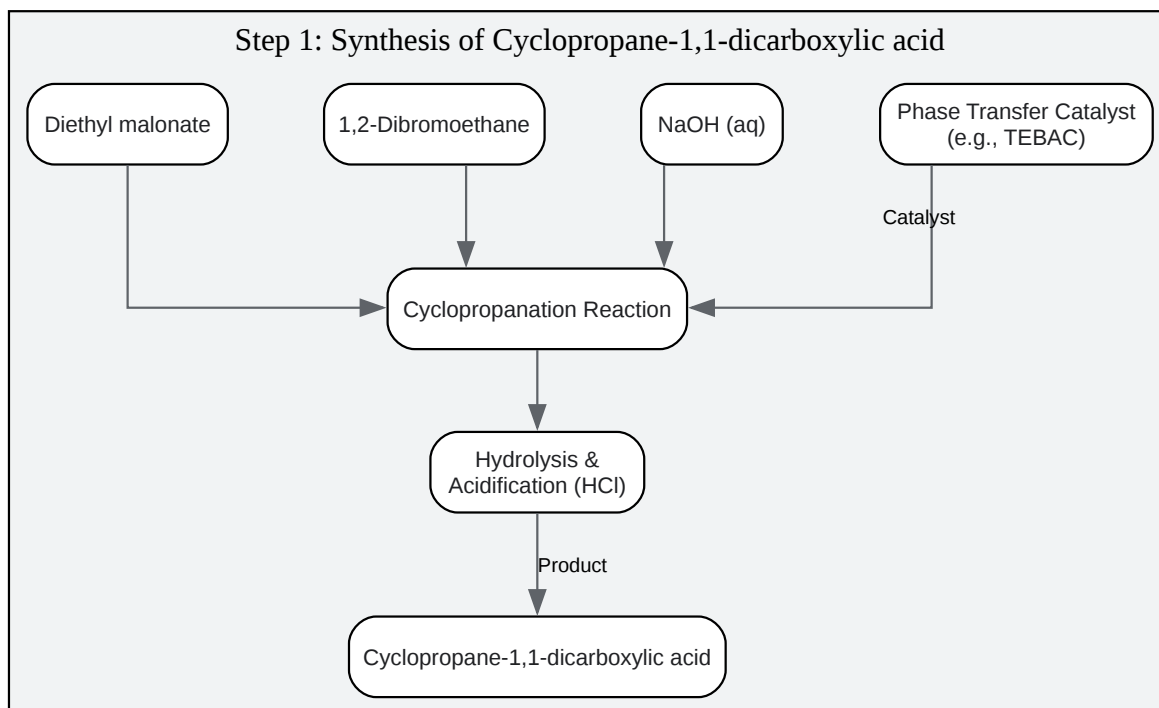 Step 1: Synthesis of Cyclopropane-1,1-dicarboxylic acid
Diethyl malonate
1,2-Dibromoethane
NaOH (aq)
Phase Transfer Catalyst
(e.g., TEBAC)
Catalyst
Cyclopropanation Reaction
Hydrolysis &
Acidification (HCl)
Product
Cyclopropane-1,1-dicarboxylic acid